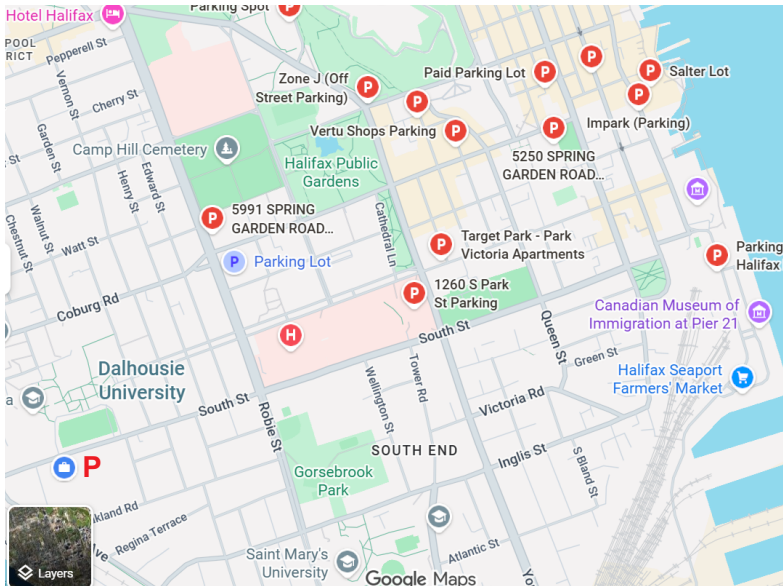 Parking Spot
Hotel Halifax
Pepperell St
Vernon St
Cherry St
Garden St
Henry St
Edward St
Walnut St
Chestnut St
Watt St
Camp Hill Cemetery
Zone J (Off
Street Parking)
Paid Parking Lot
Salter Lot
Impark (Parking)
Vertu Shops Parking
Halifax Public
Gardens
5250 SPRING
GARDEN ROAD...
5991 SPRING
GARDEN ROAD...
Cathedral Ln
Parking Lot
Target Park - Park
Victoria Apartments
Parking
Halifax
Coburg Rd
1260 S Park
St Parking
Canadian Museum of
Immigration at Pier 21
H
South St
Queen St
Green St
Dalhousie
University
Halifax Seaport
Farmers' Market
South St
Robie St
Wellington St
Tower Rd
Victoria Rd
SOUTH END
Inglis St
S Bland St
Gorsebrook
Park
P
Regina Terrace
Saint Mary's
University
Atlantic St
Layers
Google Maps